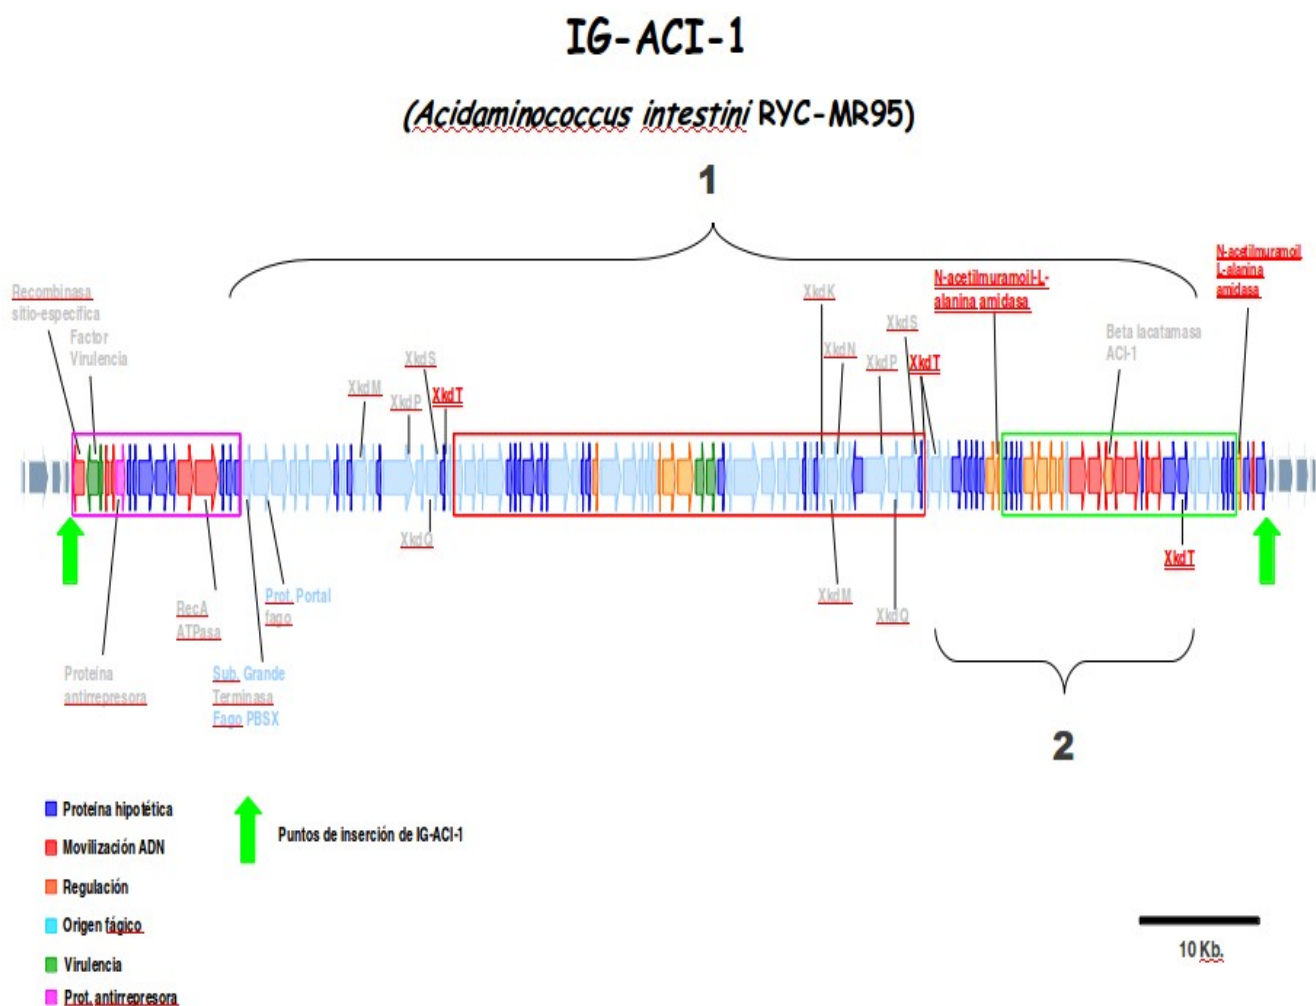 IG-ACI-1
(Acidaminococcus intestini RYC-MR95)
1
Recombinasa
sitio-específica
Factor
Virulencia
XkdM
XkdP
XkdS
XkdT
XkdK
XkdN
XkdP
XkdS
XkdT
N-acetilmuramoil-L-
alanina amidasa
Beta lacatamasa
ACI-1
N-acetilmuramoil
L-alanina
amidasa
XkdQ
XkdM
XkdQ
XkdT
Proteína
antirrepresora
RecA
ATPasa
Sub. Grande
Terminasa
Fago PBSX
Prot. Portal
fago
2
Proteína hipotética
Movilización ADN
Regulación
Origen fágico
Virulencia
Prot. antirrepresora
Puntos de inserción de IG-ACI-1
10 Kb.